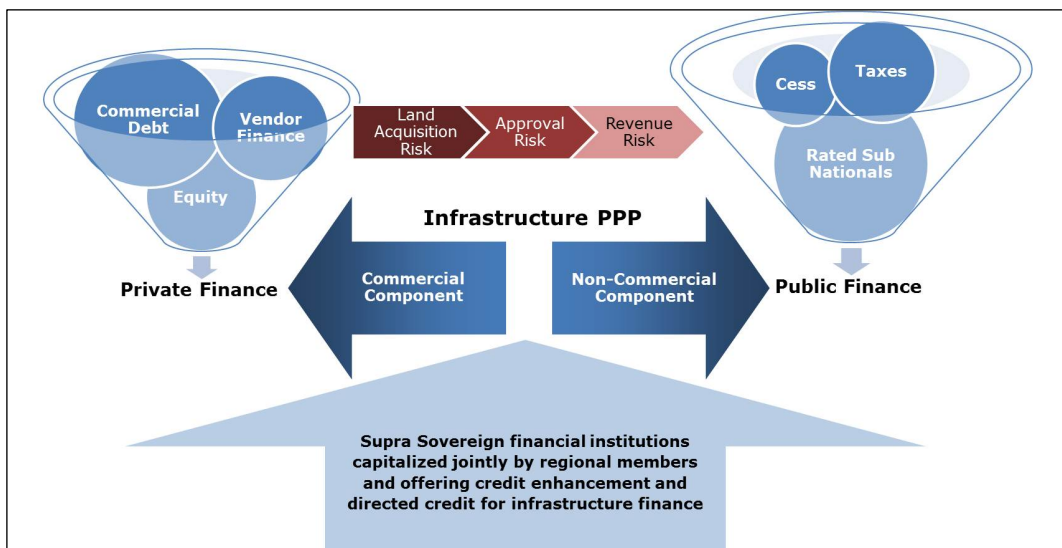 Commercial
Debt
Vendor
Finance
Equity
Private Finance
Land
Acquisition
Risk
Approval
Risk
Revenue
Risk
Cess
Taxes
Rated Sub
Nationals
Public Finance
Infrastructure PPP
Commercial
Component
Non-Commercial
Component
Supra Sovereign financial institutions
capitalized jointly by regional members
and offering credit enhancement and
directed credit for infrastructure finance